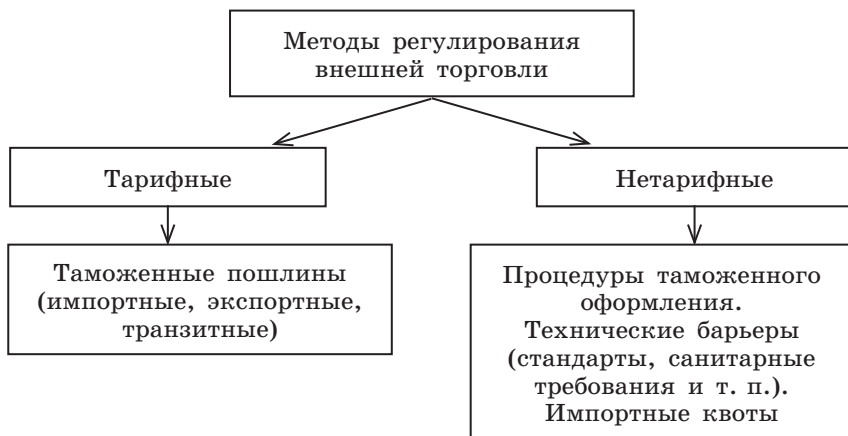 Методы регулирования
внешней торговли
Тарифные
Нетарифные
Таможенные пошлины
(импортные, экспортные,
транзитные)
Процедуры таможенного
оформления.
Технические барьеры
(стандарты, санитарные
требования и т. п.).
Импортные квоты